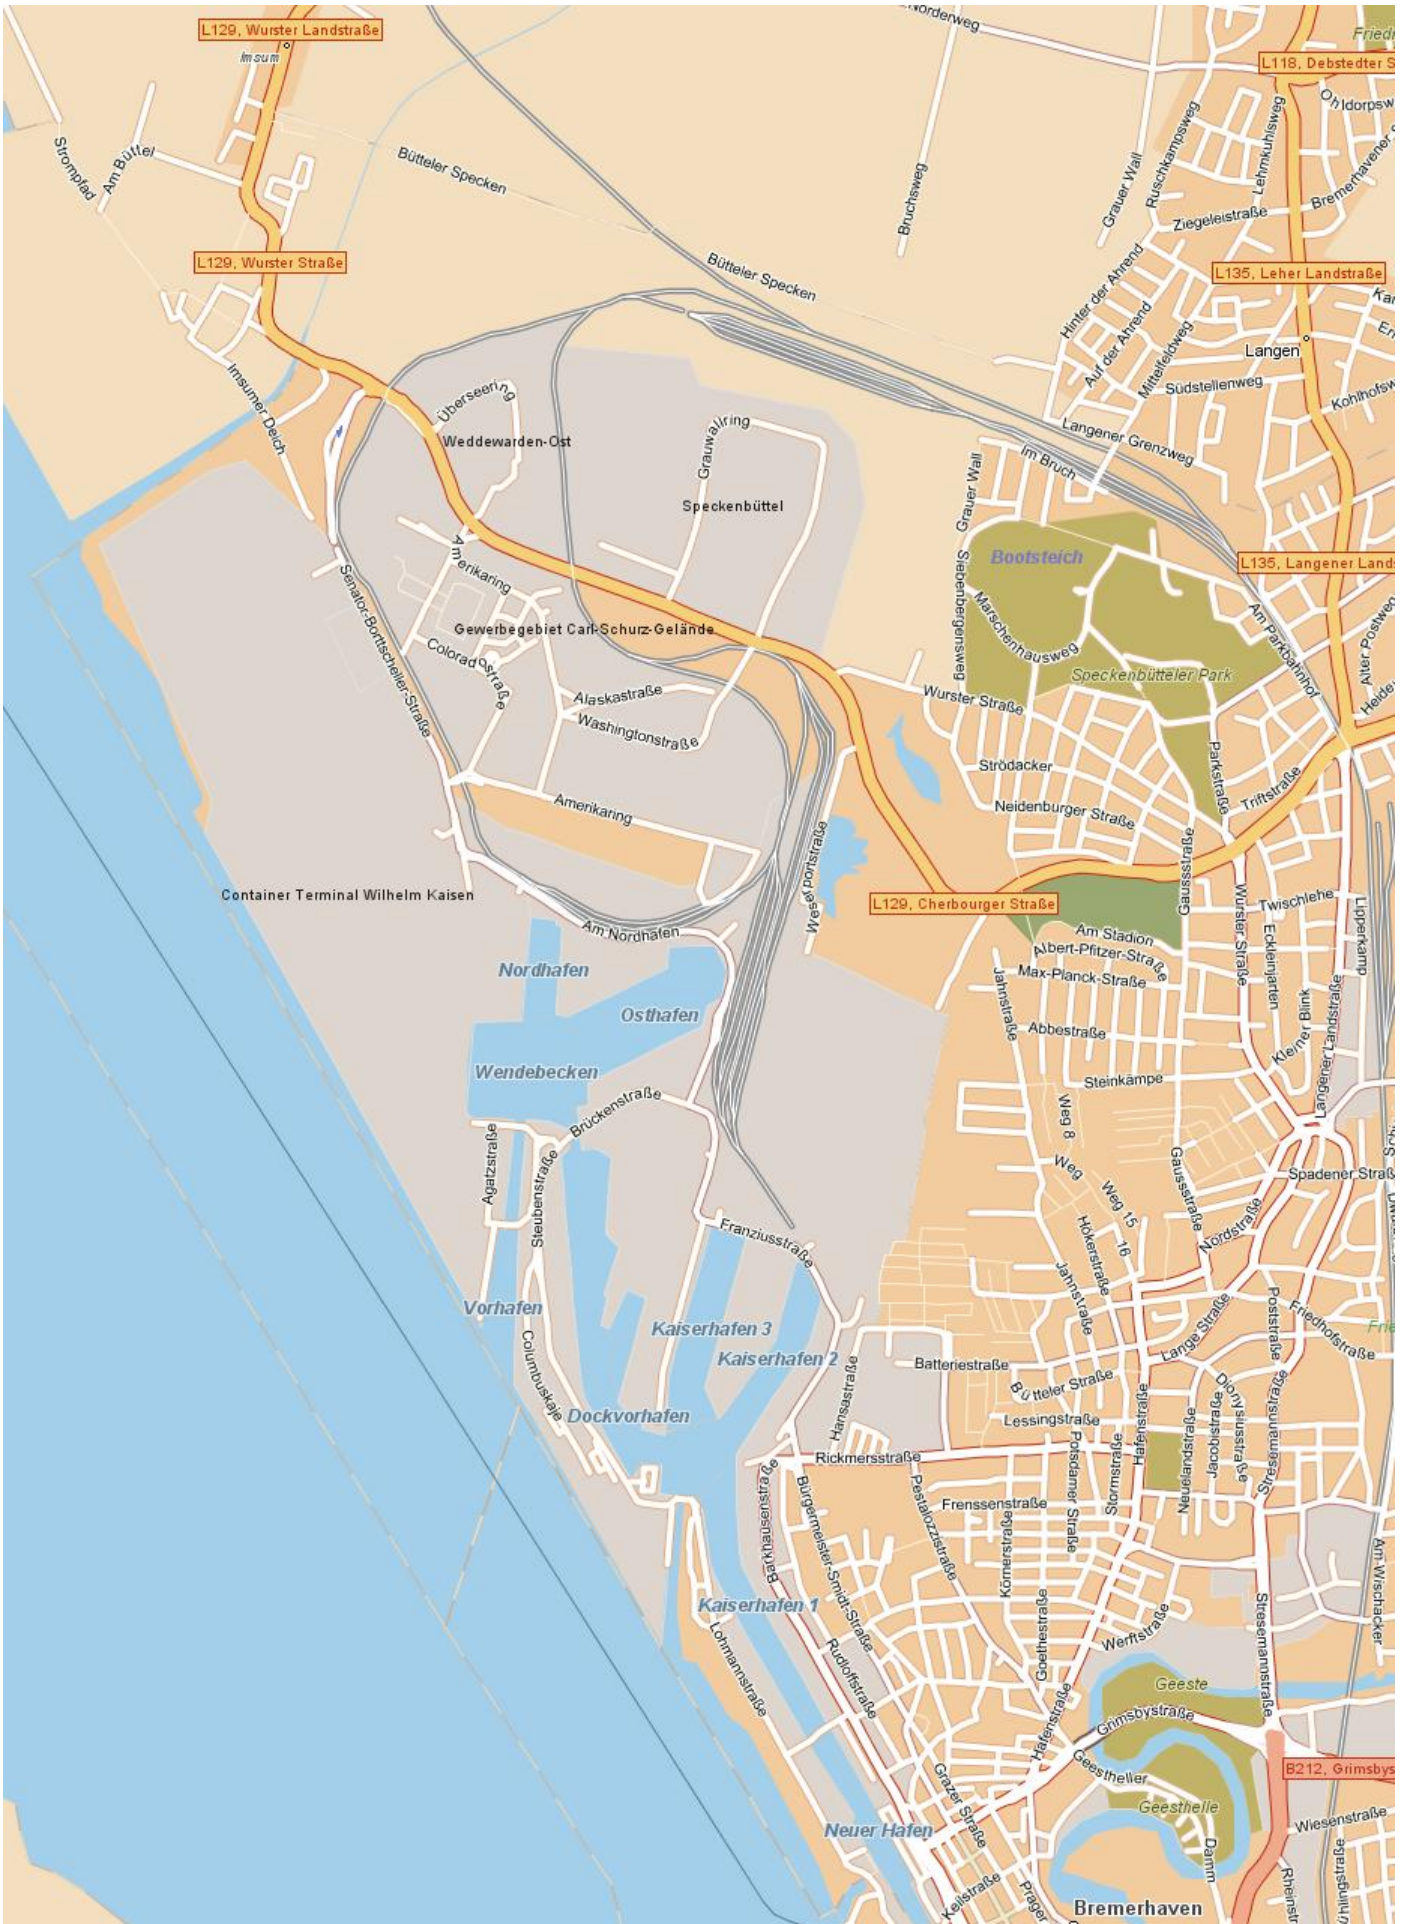 L129, Wurster Landstraße
Imsum
Norderweg
L118, Debstedter S
Strompfad
Am Büttel
Bütteler Specken
Bruchsweg
Grauer Wall
Ruschkampsweg
Lehmkuhlsweg
Bremerhavener
Ziegeleistraße
L129, Wurster Straße
Bütteler Specken
L135, Leher Landstraße
Hinter der Ahrend
Auf der Ahrend
Mittelfeldweg
Langen
Südstellenweg
Kohlhofsw
Imsumer Deich
Überseering
Weddewarden-Ost
Grauwallring
Langener Grenzweg
Im Bruch
Speckenbüttel
Grauer Wall
Bootsteich
L135, Langener Lands
Amerikaring
Siebenbergensweg
Marschenhausweg
Am Parkbahnhof
Alter Postweg
Senator-Borttscheller-Straße
Gewerbegebiet Carl-Schurz-Gelände
Coloradostraße
Speckenbütteler Park
Alaskastraße
Washingtonstraße
Wurster Straße
Strödacker
Parkstraße
Triftstraße
Amerikaring
Neidenburger Straße
Weserportstraße
Gaussstraße
Container Terminal Wilhelm Kaisen
L129, Cherbourger Straße
Wurster Straße
Twischlehe
Lipperkamp
Am Nordhafen
Am Stadion
Albert-Pfitzer-Straße
Eckleinjarten
Nordhafen
Max-Planck-Straße
Jahnstraße
Osthafen
Abbestraße
Kleiner Blink
Langener Landstraße
Wendebecken
Steinkämpe
Brückenstraße
Weg 8
Agatzstraße
Steubenstraße
Weg
Gaussstraße
Spadener Straß
Weg 15
16
Hökerstraße
Nordstraße
Franziusstraße
Jahnstraße
Vorhafen
Kaiserhafen 3
Lange Straße
Poststraße
Friedhofstraße
Kaiserhafen 2
Columbuskaje
Hansastraße
Batteriestraße
Bütteler Straße
Dionysiusstraße
Dockvorhafen
Lessingstraße
Hafenstraße
Neuelandstraße
Jacobistraße
Stresemannstraße
Rickmersstraße
Potsdamer Straße
Stormstraße
Barkhausenstraße
Bürgermeister-Smidt-Straße
Pestalozzistraße
Frenssenstraße
Körnerstraße
Am Wischacker
Kaiserhafen 1
Goethestraße
Werftstraße
Stresemannstraße
Lohmannstraße
Rudloffstraße
Geeste
Hafenstraße
Grimsbystraße
B212, Grimsbys
Geestheller
Damm
Geesthelle
Grazer Straße
Neuer Hafen
Wiesenstraße
Keilstraße
Prager
Bremerhaven
Rheinst